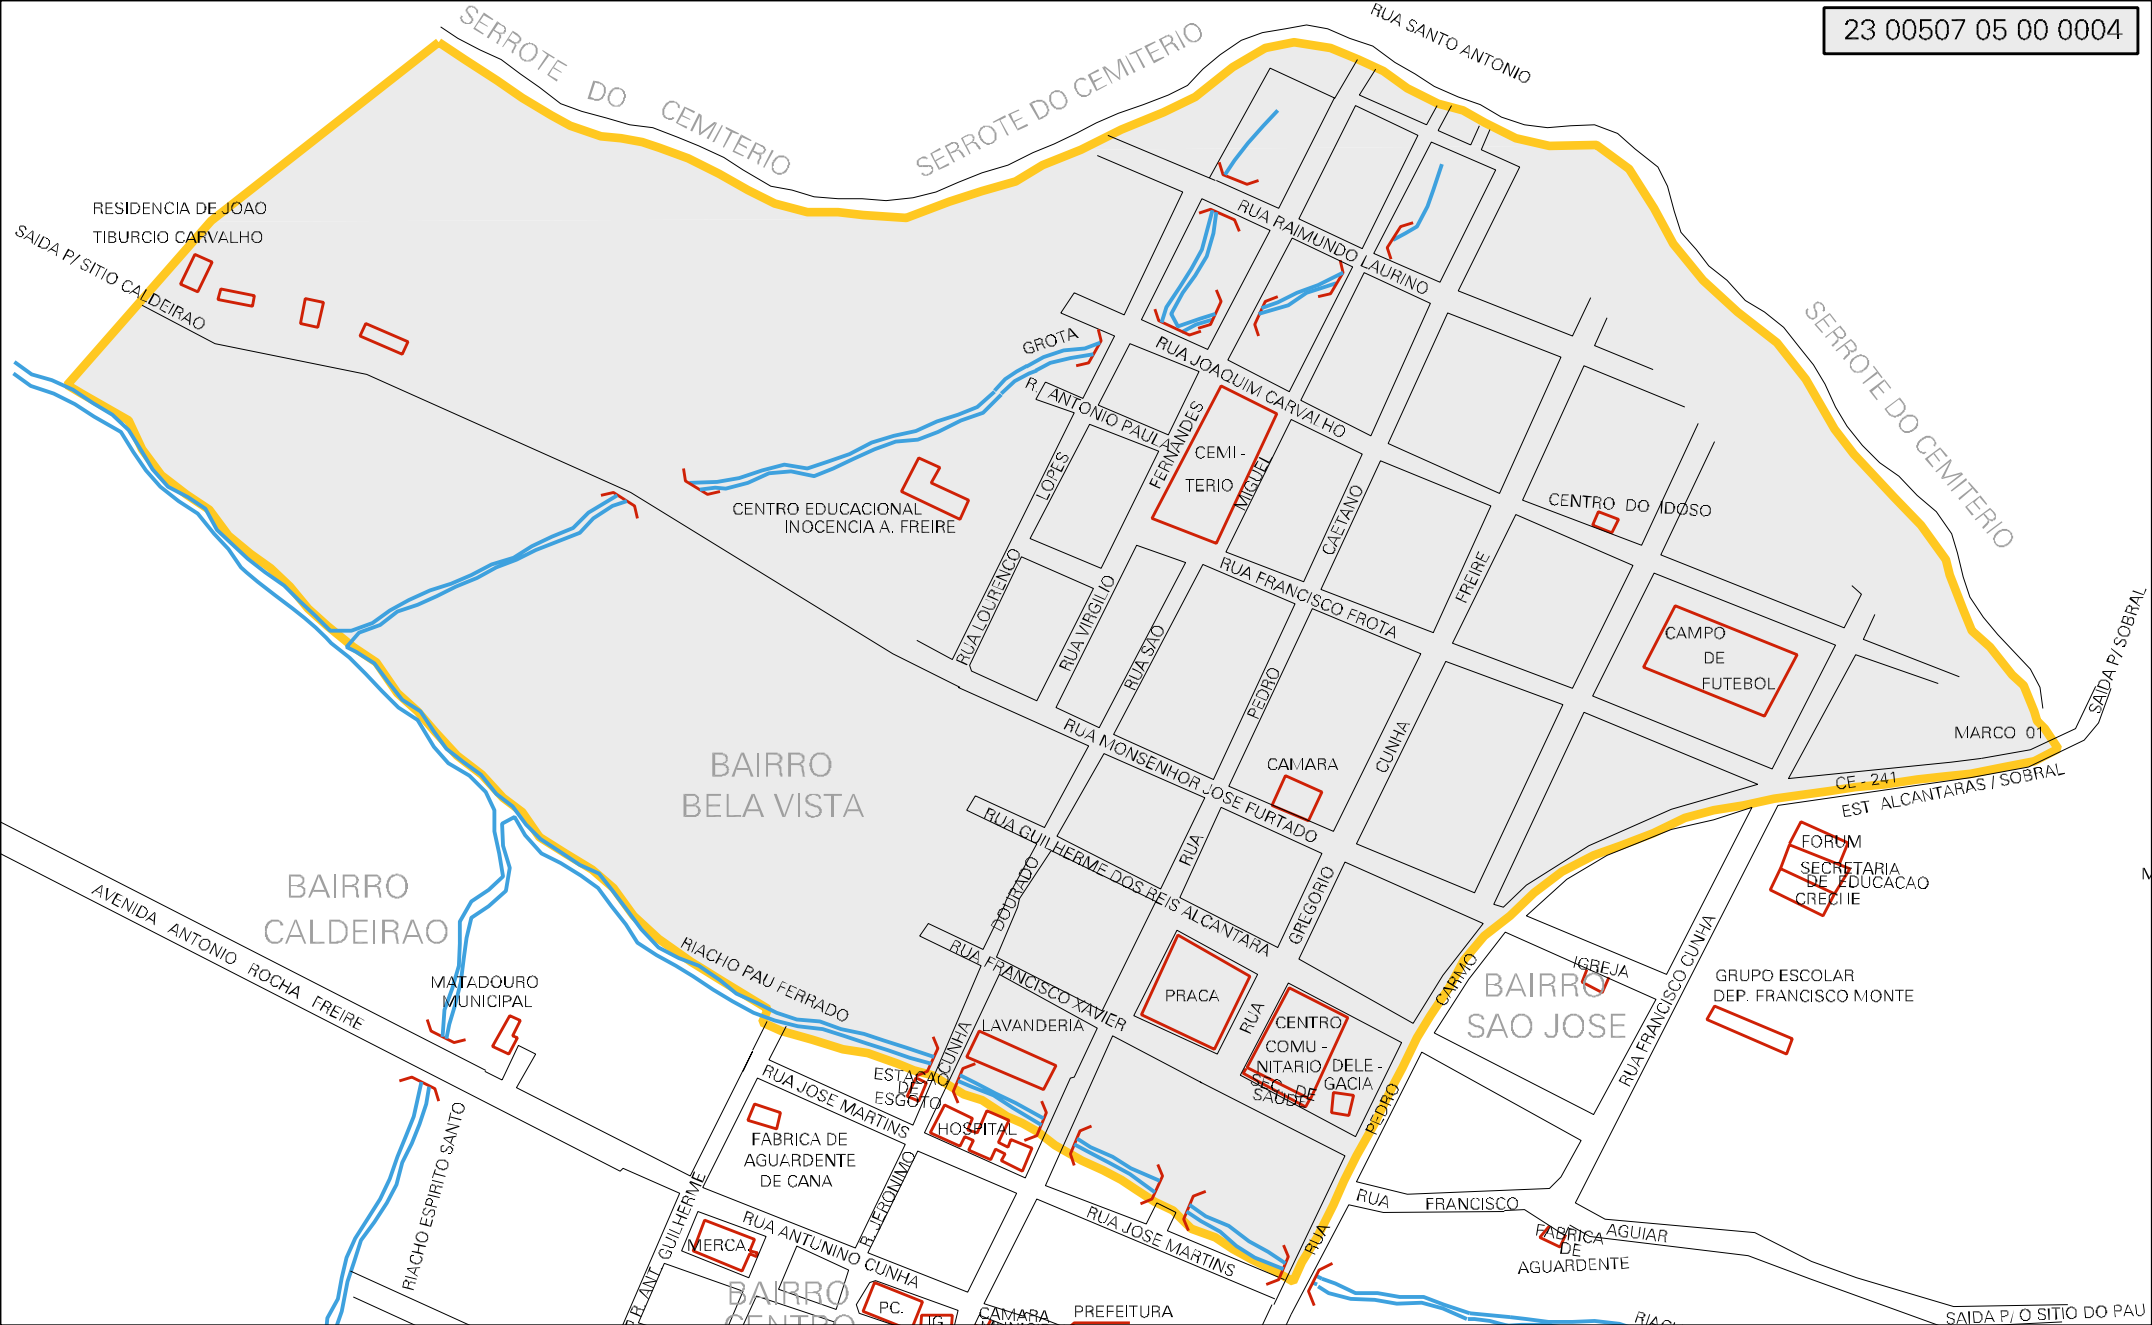 23 00507 05 00 0004
SERROTE DO CEMITERIO
SERROTE DO CEMITERIO
RUA SANTO ANTONIO
RESIDENCIA DE JOAO
TIBURCIO CARVALHO
SAIDA P/ SITIO CALDEIRAO
RUA RAIMUNDO LAURINO
GROTA
RUA JOAQUIM CARVALHO
R. ANTONIO PAULA
SERROTE DO CEMITERIO
FERNANDES
CEMI -
TERIO
MIGUEL
LOPES
CAETANO
CENTRO EDUCACIONAL
INOCENCIA A. FREIRE
CENTRO DO IDOSO
FREIRE
RUA FRANCISCO FROTA
RUA LOURENCO
RUA VIRGILIO
RUA SAO
PEDRO
CAMPO
DE
FUTEBOL
SAIDA P/ SOBRAL
MARCO 01
CUNHA
RUA MONSENHOR JOSE FURTADO
CAMARA
CE - 241
EST ALCANTARAS / SOBRAL
BAIRRO
BELA VISTA
RUA GUILHERME DOS REIS ALCANTARA
RUA
DOURADO
GREGORIO
FORUM
SECRETARIA
DE EDUCACAO
CRECHE
M
BAIRRO
CALDEIRAO
AVENIDA ANTONIO ROCHA FREIRE
RIACHO PAU FERRADO
RUA FRANCISCO XAVIER
MATADOURO
MUNICIPAL
PRACA
RUA
CARMO
IGREJA
BAIRRO
SAO JOSE
RUA FRANCISCO CUNHA
GRUPO ESCOLAR
DEP. FRANCISCO MONTE
LAVANDERIA
CENTRO
COMU -
NITARIO
DELE -
GACIA
SEC. DE
SAUDE
CUNHA
ESTACAO
DE
ESGOTO
RUA JOSE MARTINS
HOSPITAL
PEDRO
FABRICA DE
AGUARDENTE
DE CANA
RIACHO ESPIRITO SANTO
R. JERONIMO
R. ANT GUILHERME
RUA ANTUNINO CUNHA
MERCA.
RUA JOSE MARTINS
RUA
RUA FRANCISCO AGUIAR
FABRICA
DE
AGUARDENTE
BAIRRO
CENTRO
PC.
IG
CAMARA
PREFEITURA
SAIDA P/ O SITIO DO PAU